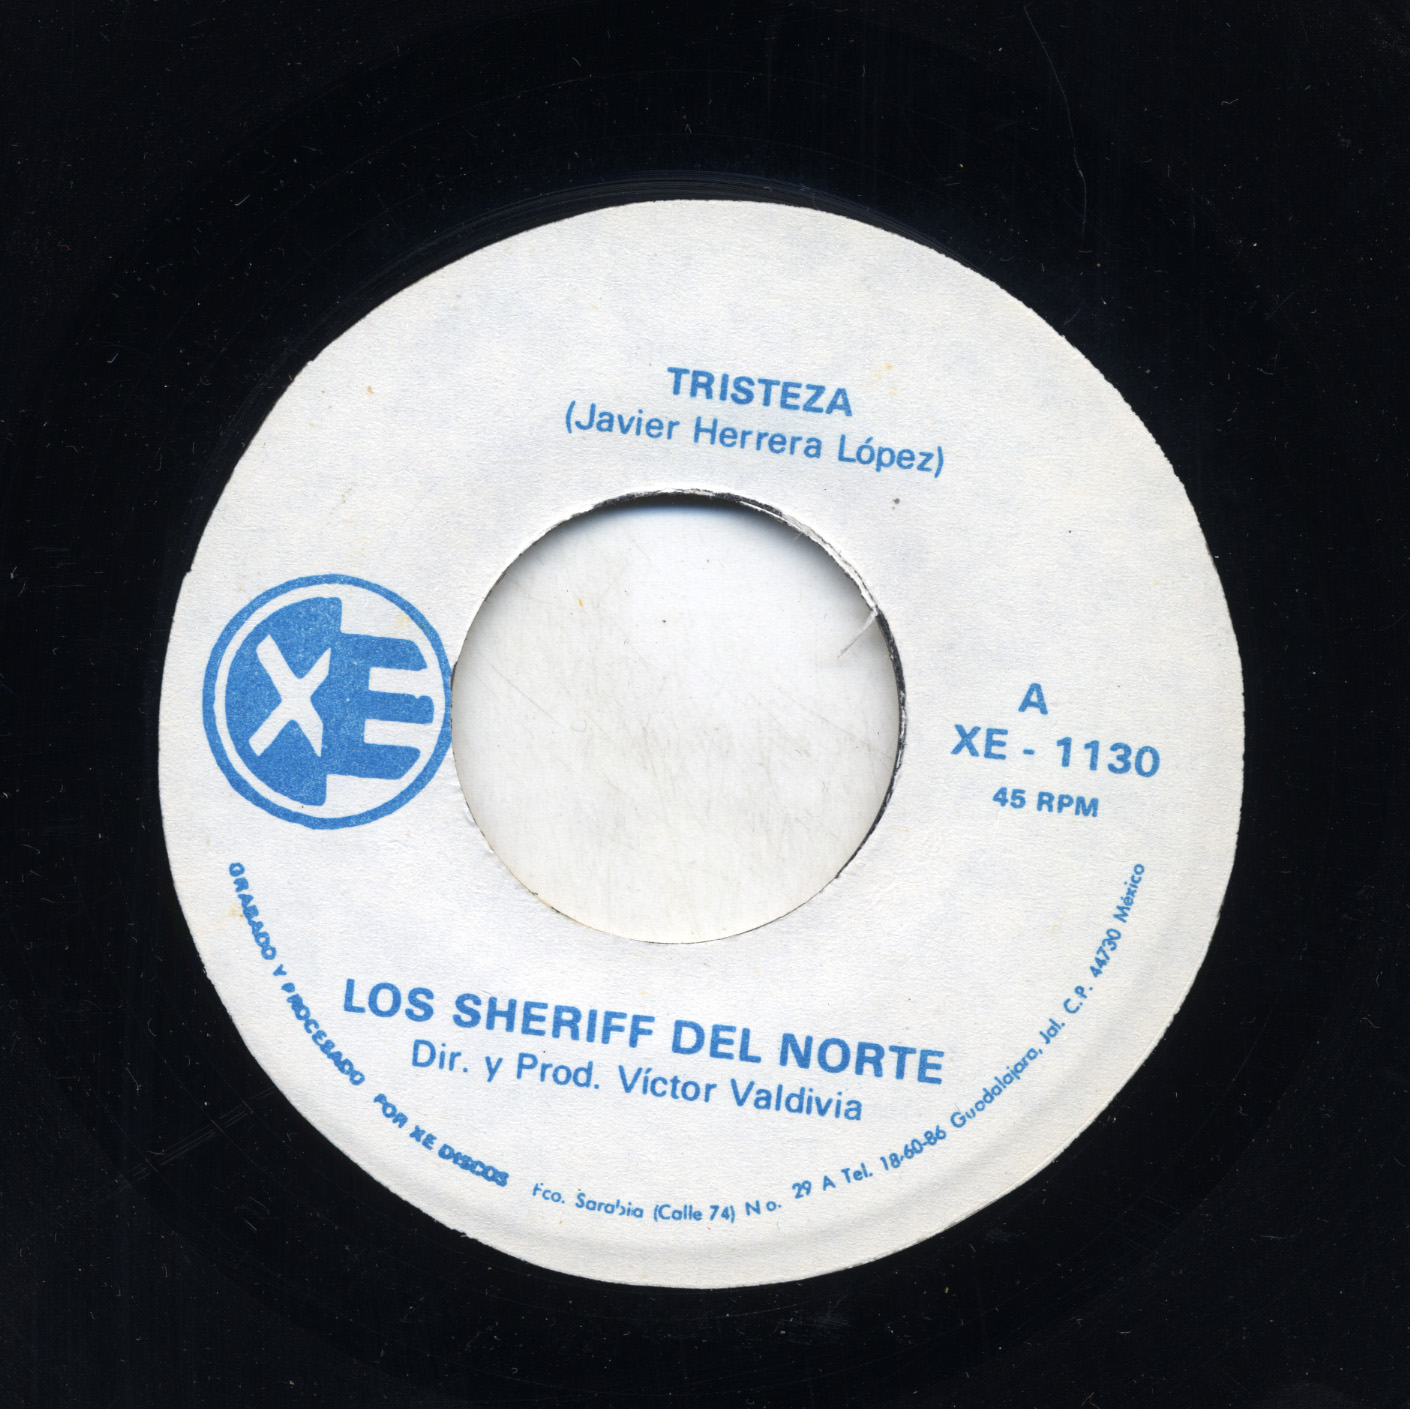 TRISTEZA
(Javier Herrera López)
XE
A
XE - 1130
45 RPM
LOS SHERIFF DEL NORTE
Dir. y Prod. Víctor Valdivia
GRABADO Y PROCESADO POR XE DISCOS Fco. Sarabia (Calle 74) No. 29 A Tel. 18-60-86 Guadalajara, Jal. C.P. 44730 México